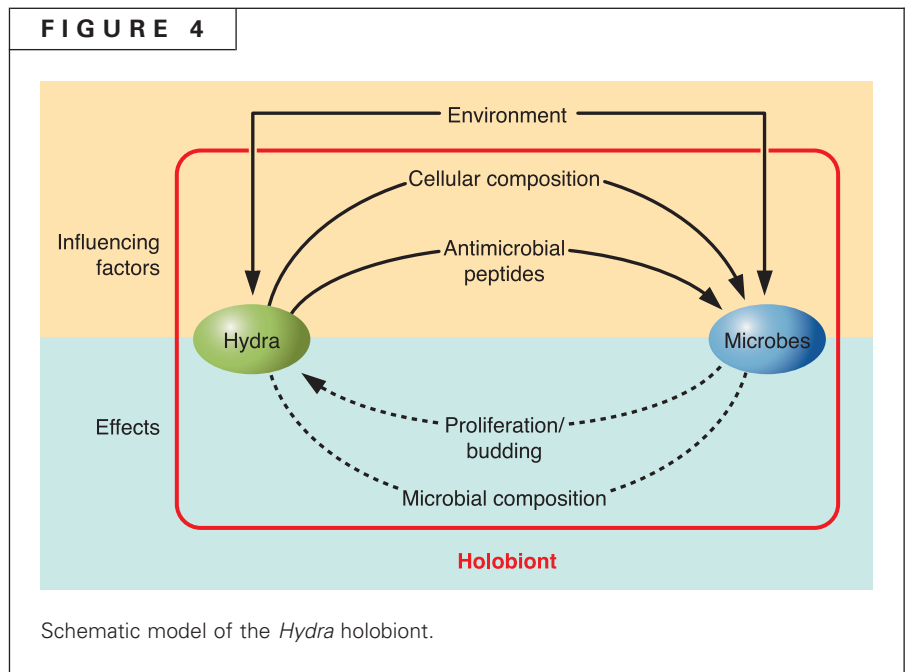 FIGURE 4
Environment
Cellular composition
Influencing
factors
Antimicrobial
peptides
Hydra
Microbes
Effects
Proliferation/
budding
Microbial composition
Holobiont
Schematic model of the Hydra holobiont.